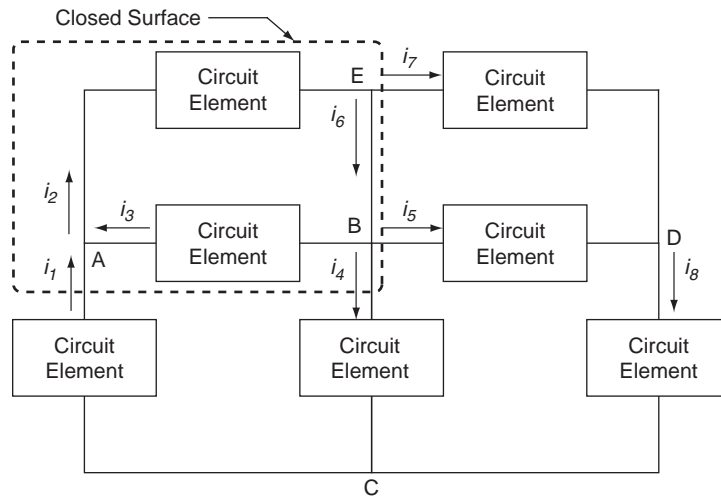 Closed Surface
E
i7
Circuit
Element
Circuit
Element
i6
i2
i3
B
i5
Circuit
Element
Circuit
Element
D
A
i1
i4
i8
Circuit
Element
Circuit
Element
Circuit
Element
C